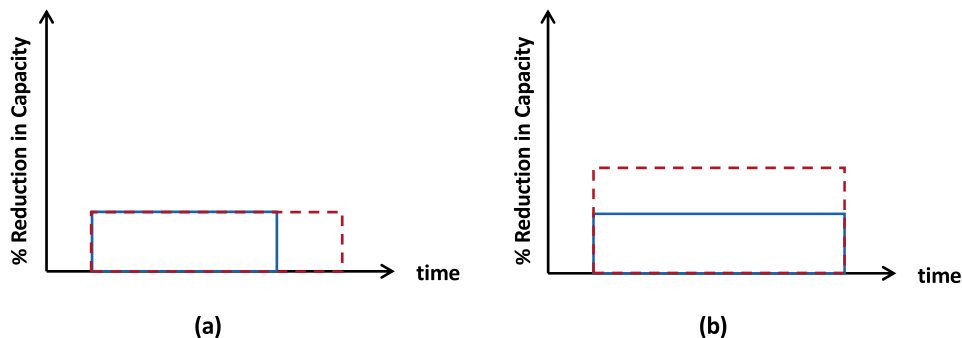 % Reduction in Capacity
time
(a)
% Reduction in Capacity
time
(b)